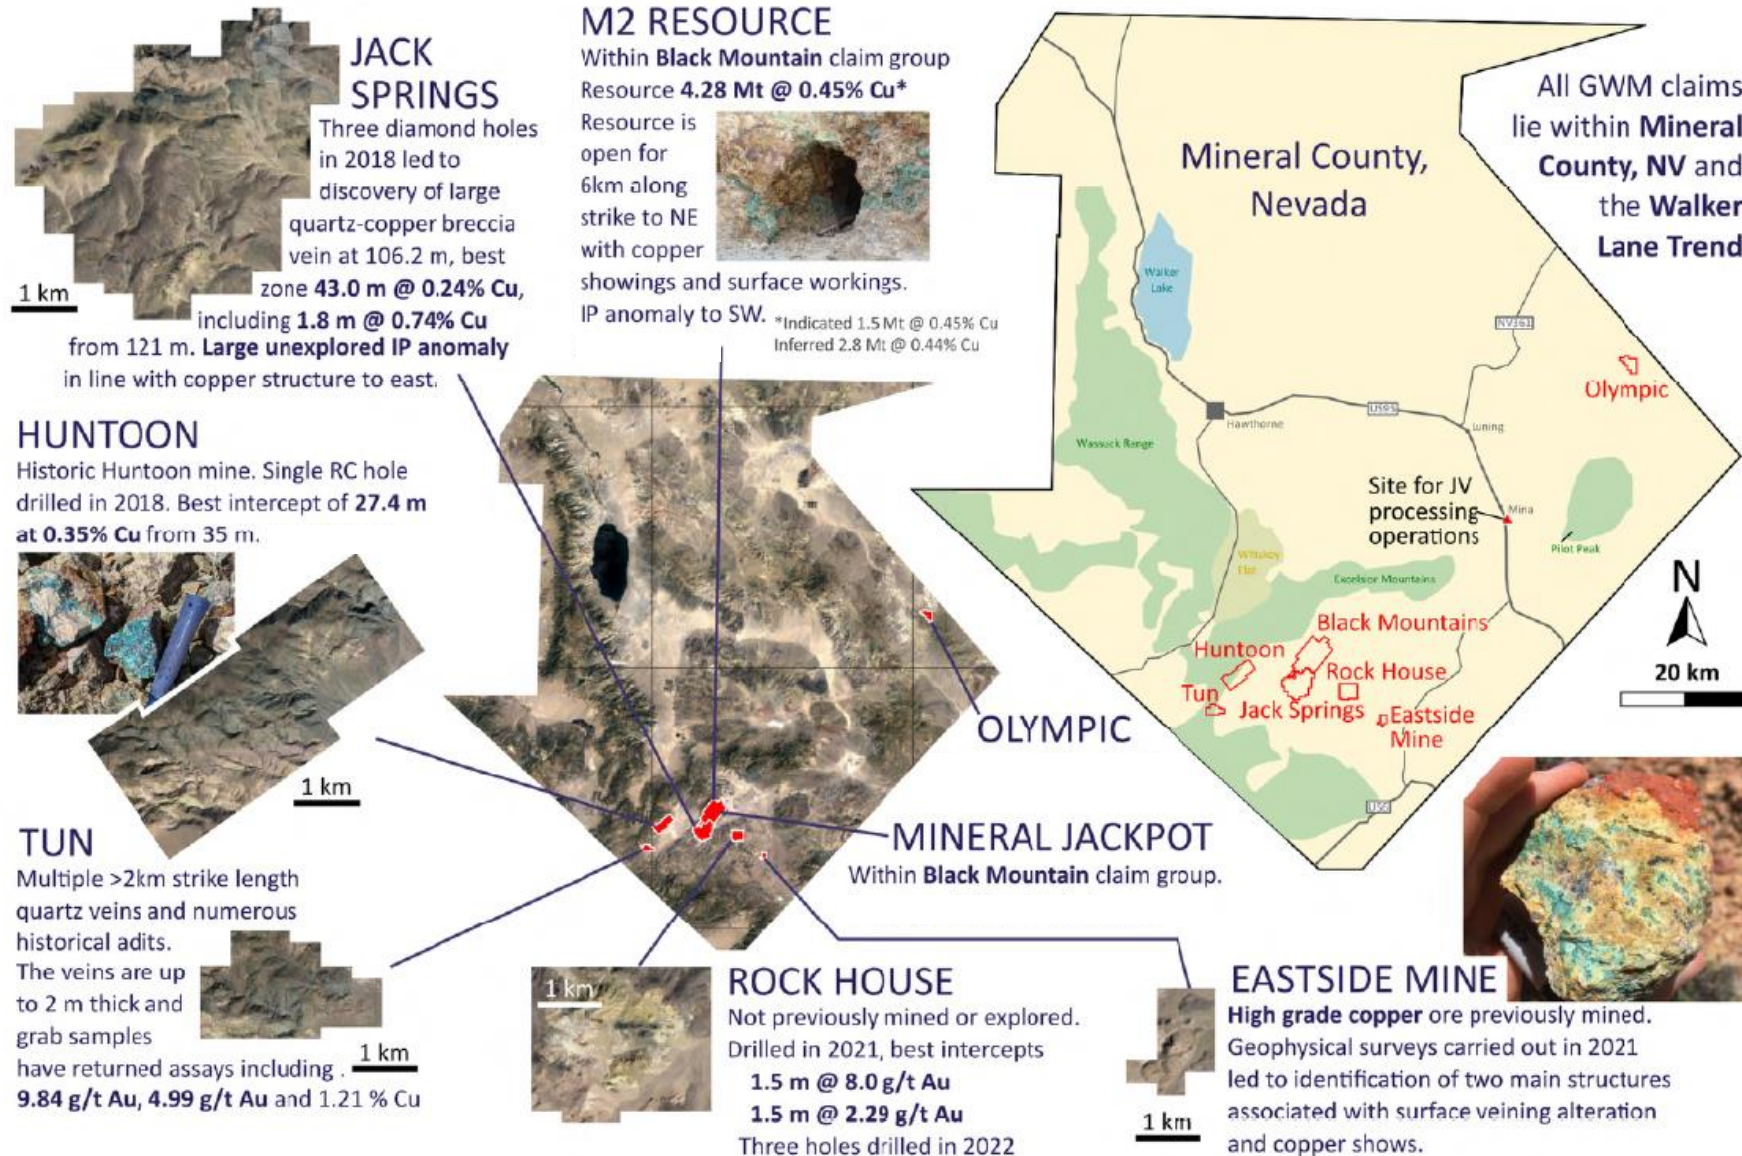 JACK
SPRINGS
Three diamond holes
in 2018 led to
discovery of large
quartz-copper breccia
vein at 106.2 m, best
zone 43.0 m @ 0.24% Cu,
including 1.8 m @ 0.74% Cu
from 121 m. Large unexplored IP anomaly
in line with copper structure to east.
1 km
M2 RESOURCE
Within Black Mountain claim group
Resource 4.28 Mt @ 0.45% Cu*
Resource is
open for
6km along
strike to NE
with copper
showings and surface workings.
IP anomaly to SW.
*Indicated 1.5 Mt @ 0.45% Cu
Inferred 2.8 Mt @ 0.44% Cu
Mineral County,
Nevada
All GWM claims
lie within Mineral
County, NV and
the Walker
Lane Trend
Walker
Lake
NV361
Olympic
US95
Hawthorne
Luning
Wassuck Range
Site for JV
processing
operations
Mina
Pilot Peak
Whiskey
Flat
Excelsior Mountains
N
20 km
Black Mountains
Huntoon
Rock House
Tun
Jack Springs
Eastside
Mine
US6
HUNTOON
Historic Huntoon mine. Single RC hole
drilled in 2018. Best intercept of 27.4 m
at 0.35% Cu from 35 m.
1 km
OLYMPIC
MINERAL JACKPOT
Within Black Mountain claim group.
TUN
Multiple >2km strike length
quartz veins and numerous
historical adits.
The veins are up
to 2 m thick and
grab samples
have returned assays including .
9.84 g/t Au, 4.99 g/t Au and 1.21 % Cu
1 km
1 km
ROCK HOUSE
Not previously mined or explored.
Drilled in 2021, best intercepts
1.5 m @ 8.0 g/t Au
1.5 m @ 2.29 g/t Au
Three holes drilled in 2022
1 km
EASTSIDE MINE
High grade copper ore previously mined.
Geophysical surveys carried out in 2021
led to identification of two main structures
associated with surface veining alteration
and copper shows.